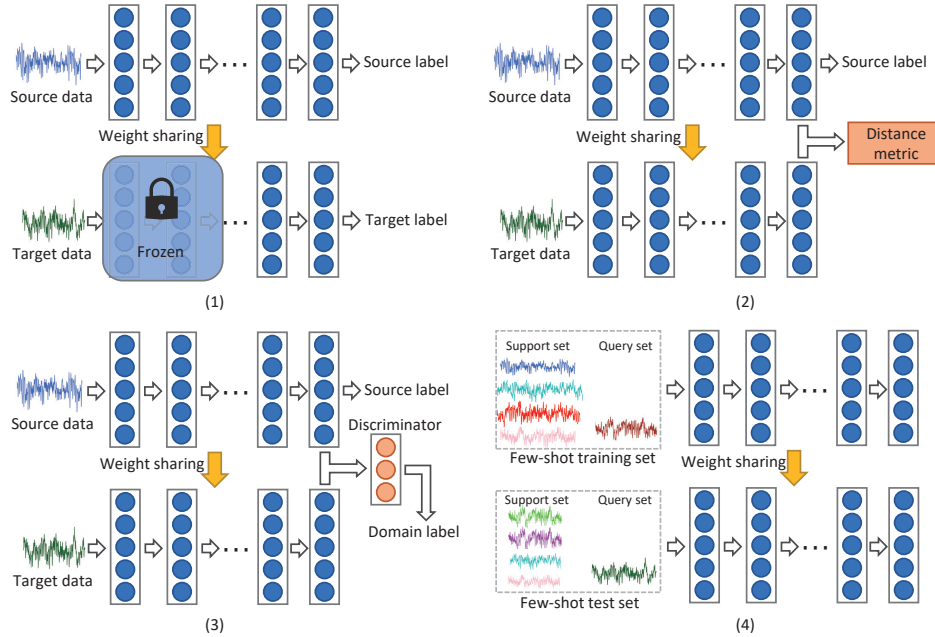 Source data
Source label
Weight sharing
Target data
Frozen
Target label
(1)
Source data
Source label
Weight sharing
Distance
metric
Target data
(2)
Source data
Source label
Discriminator
Weight sharing
Domain label
Target data
(3)
Support set
Query set
Few-shot training set
Weight sharing
Support set
Query set
Few-shot test set
(4)